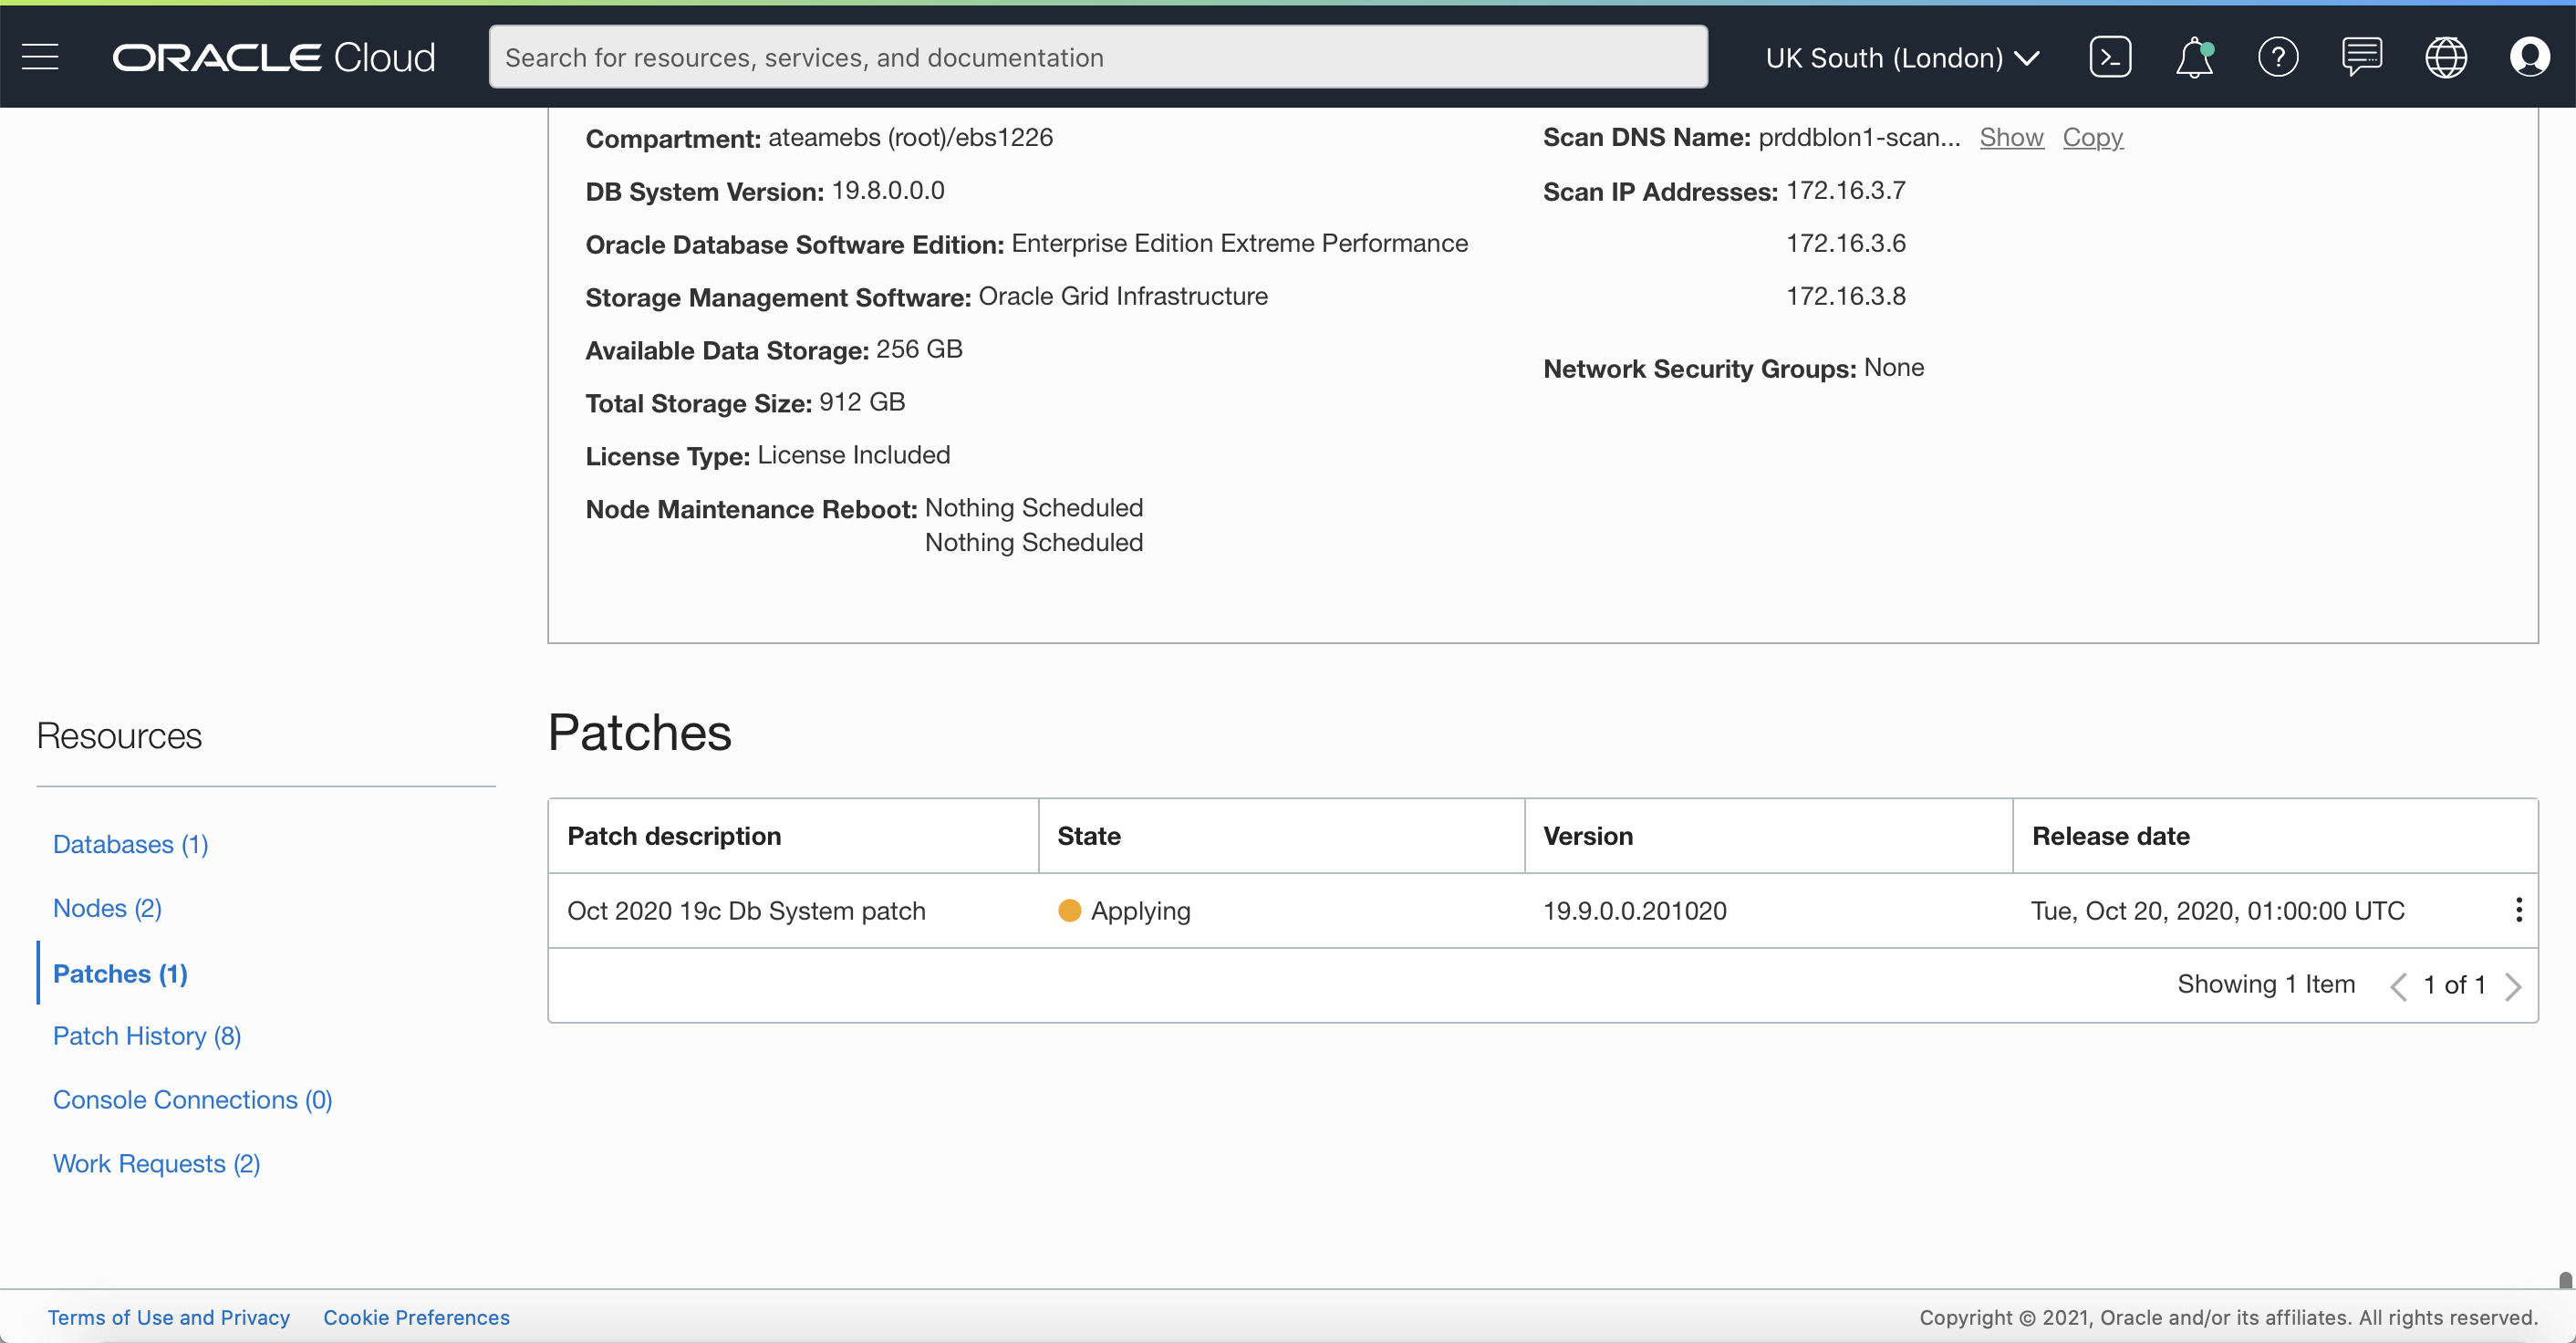 ORACLE Cloud
Search for resources, services, and documentation
UK South (London)
Compartment: ateamebs (root)/ebs1226
DB System Version: 19.8.0.0.0
Oracle Database Software Edition: Enterprise Edition Extreme Performance
Storage Management Software: Oracle Grid Infrastructure
Available Data Storage: 256 GB
Total Storage Size: 912 GB
License Type: License Included
Node Maintenance Reboot: Nothing Scheduled
Nothing Scheduled
Scan DNS Name: prddblon1-scan... Show Copy
Scan IP Addresses: 172.16.3.7
172.16.3.6
172.16.3.8
Network Security Groups: None
Resources
Databases (1)
Nodes (2)
Patches (1)
Patch History (8)
Console Connections (0)
Work Requests (2)
Patches
Patch description State Version Release date
Oct 2020 19c Db System patch Applying 19.9.0.0.201020 Tue, Oct 20, 2020, 01:00:00 UTC
Showing 1 Item 1 of 1
Terms of Use and Privacy Cookie Preferences
Copyright © 2021, Oracle and/or its affiliates. All rights reserved.